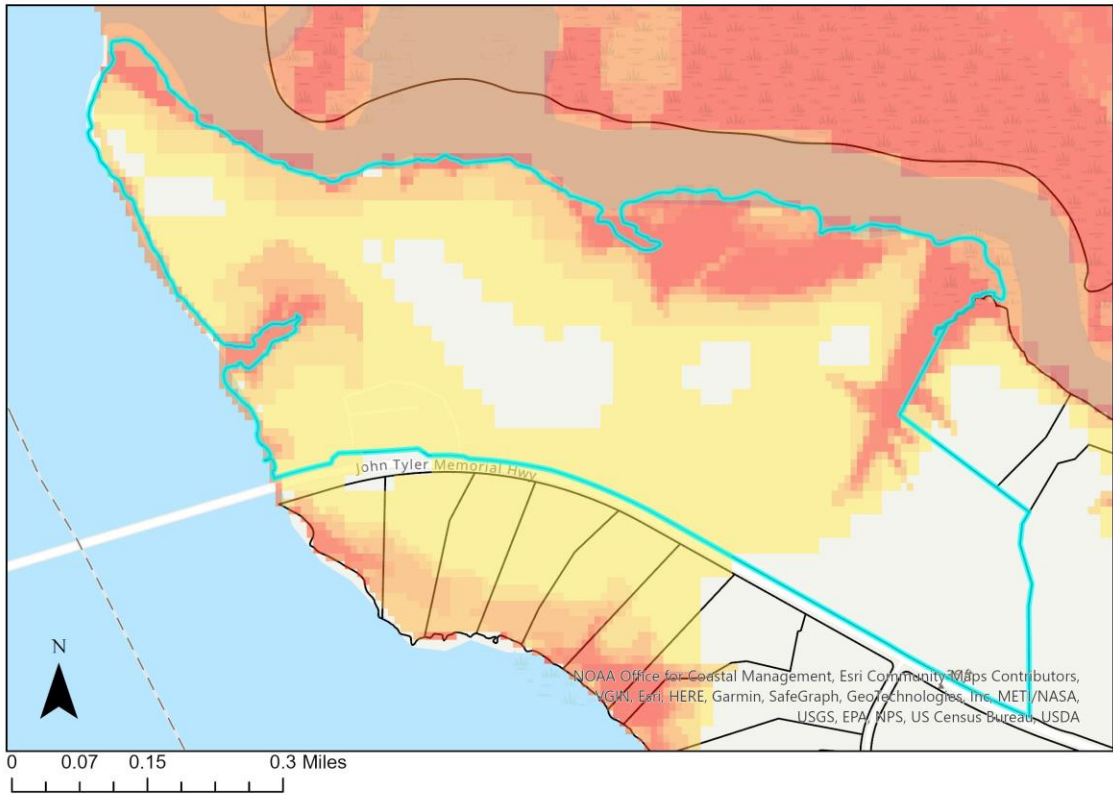 John Tyler Memorial Hwy
N
NOAA Office for Coastal Management, Esri Community Maps Contributors,
VGIN, Esri, HERE, Garmin, SafeGraph, GeoTechnologies, Inc, METI/NASA,
USGS, EPA, NPS, US Census Bureau, USDA
0 0.07 0.15 0.3 Miles